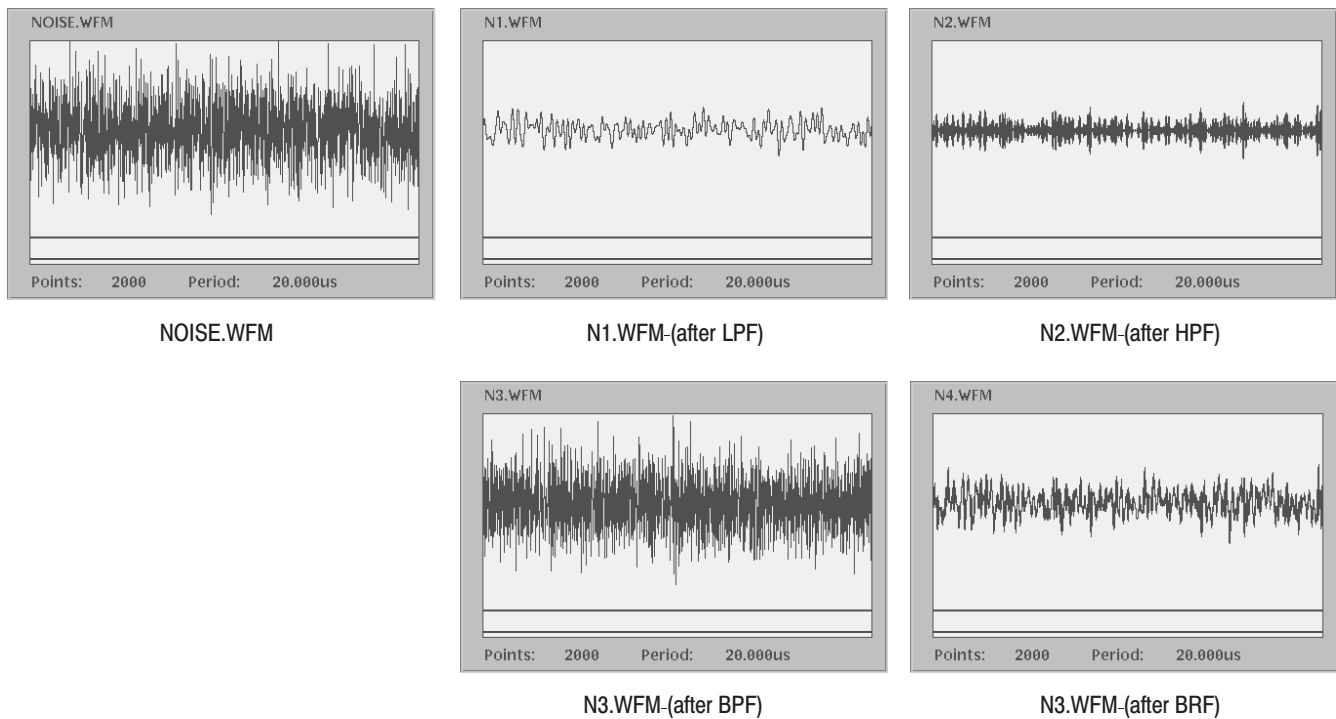 NOISE.WFM
Points: 2000 Period: 20.000us
NOISE.WFM
N1.WFM
Points: 2000 Period: 20.000us
N1.WFM-(after LPF)
N2.WFM
Points: 2000 Period: 20.000us
N2.WFM-(after HPF)
N3.WFM
Points: 2000 Period: 20.000us
N3.WFM-(after BPF)
N4.WFM
Points: 2000 Period: 20.000us
N3.WFM-(after BRF)